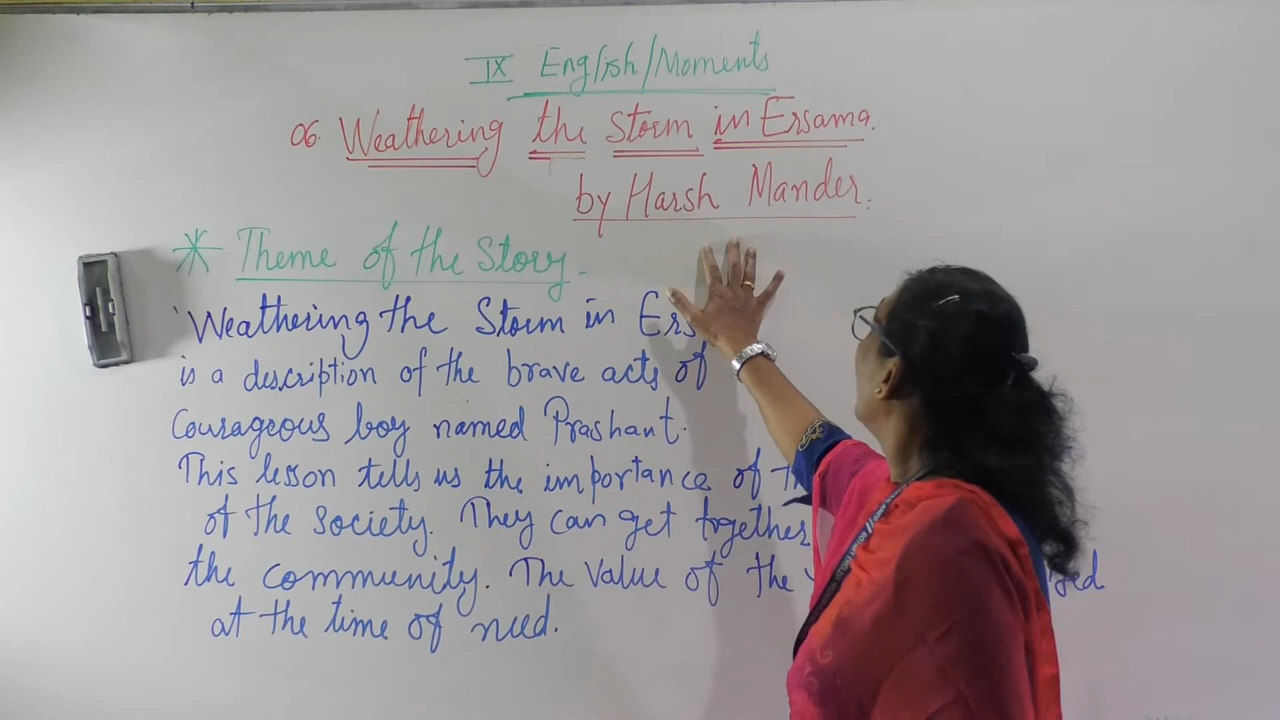 IX English/Moments
06. Weathering the Storm in Ersama.
by Harsh Mander.
* Theme of the Story.
'Weathering the Storm in Ers
is a description of the brave acts of
Courageous boy named Prashant.
This lesson tells us the importance of
of the society. They can get together
the community. The value of the
at the time of need.